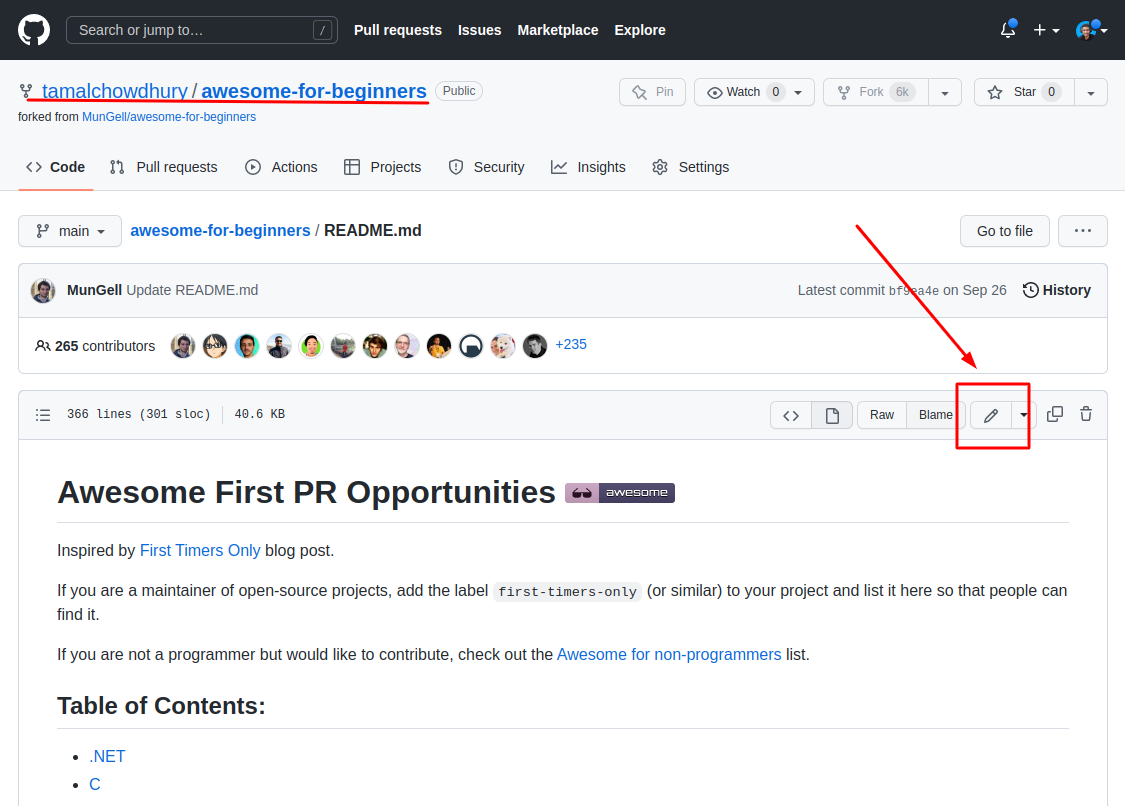 Search or jump to… / Pull requests Issues Marketplace Explore
tamalchowdhury / awesome-for-beginners Public Pin Watch 0 Fork 6k Star 0
forked from MunGell/awesome-for-beginners
Code Pull requests Actions Projects Security Insights Settings
main awesome-for-beginners / README.md Go to file ···
MunGell Update README.md Latest commit bf9ea4e on Sep 26 History
265 contributors +235
366 lines (301 sloc) 40.6 KB <> Raw Blame
Awesome First PR Opportunities awesome
Inspired by First Timers Only blog post.
If you are a maintainer of open-source projects, add the label first-timers-only (or similar) to your project and list it here so that people can
find it.
If you are not a programmer but would like to contribute, check out the Awesome for non-programmers list.
Table of Contents:
• .NET
• C